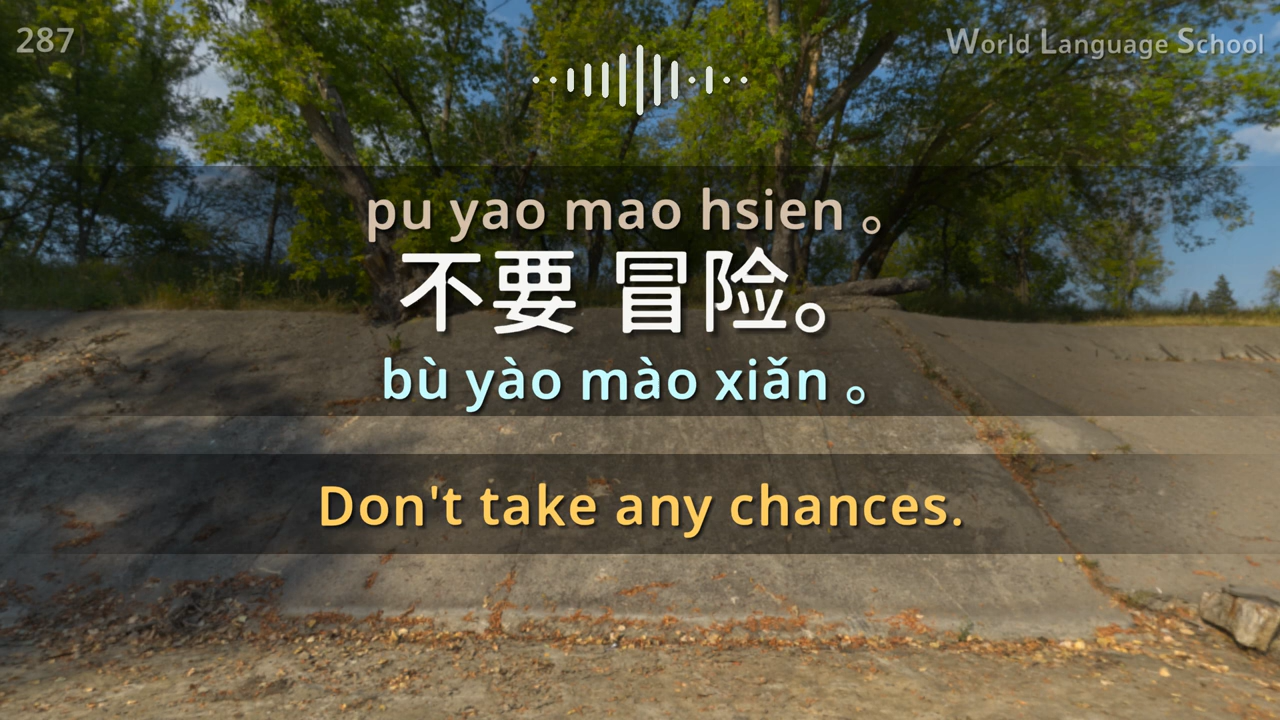 287
World Language School
pu yao mao hsien 。
不要 冒险。
bù yào mào xiǎn 。
Don't take any chances.